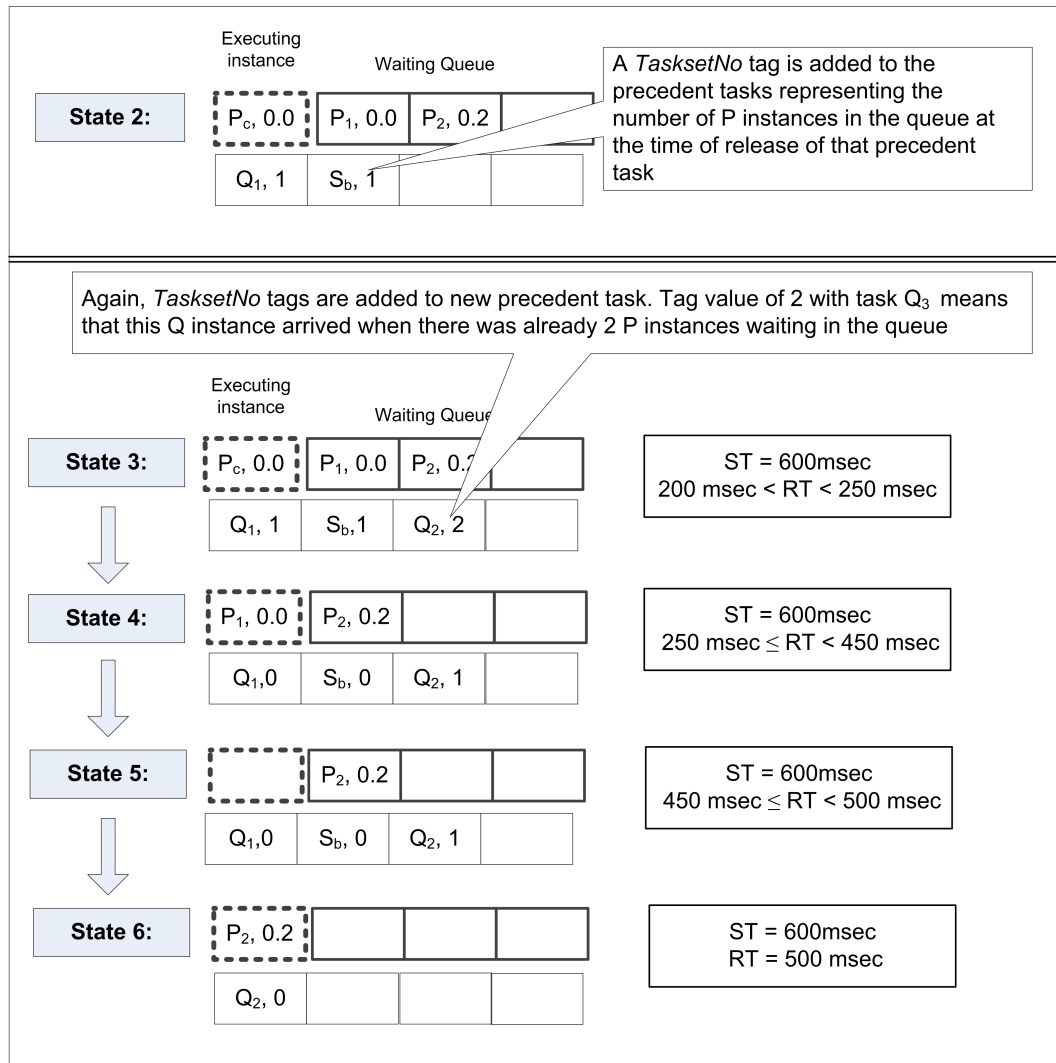 Executing
instance
Waiting Queue
A TasksetNo tag is added to the
precedent tasks representing the
number of P instances in the queue at
the time of release of that precedent
task
State 2:
P₍c₎, 0.0 P₁, 0.0 P₂, 0.2
Q₁, 1 S₍b₎, 1
Again, TasksetNo tags are added to new precedent task. Tag value of 2 with task Q₃ means
that this Q instance arrived when there was already 2 P instances waiting in the queue
Executing
instance
Waiting Queue
State 3:
P₍c₎, 0.0 P₁, 0.0 P₂, 0.2
Q₁, 1 S₍b₎,1 Q₂, 2
ST = 600msec
200 msec < RT < 250 msec
State 4:
P₁, 0.0 P₂, 0.2
Q₁,0 S₍b₎, 0 Q₂, 1
ST = 600msec
250 msec ≤ RT < 450 msec
State 5:
P₂, 0.2
Q₁,0 S₍b₎, 0 Q₂, 1
ST = 600msec
450 msec ≤ RT < 500 msec
State 6:
P₂, 0.2
Q₂, 0
ST = 600msec
RT = 500 msec